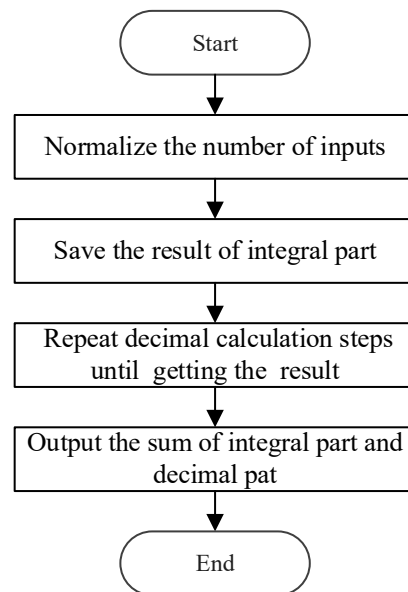 Start
Normalize the number of inputs
Save the result of integral part
Repeat decimal calculation steps
until getting the result
Output the sum of integral part and
decimal pat
End